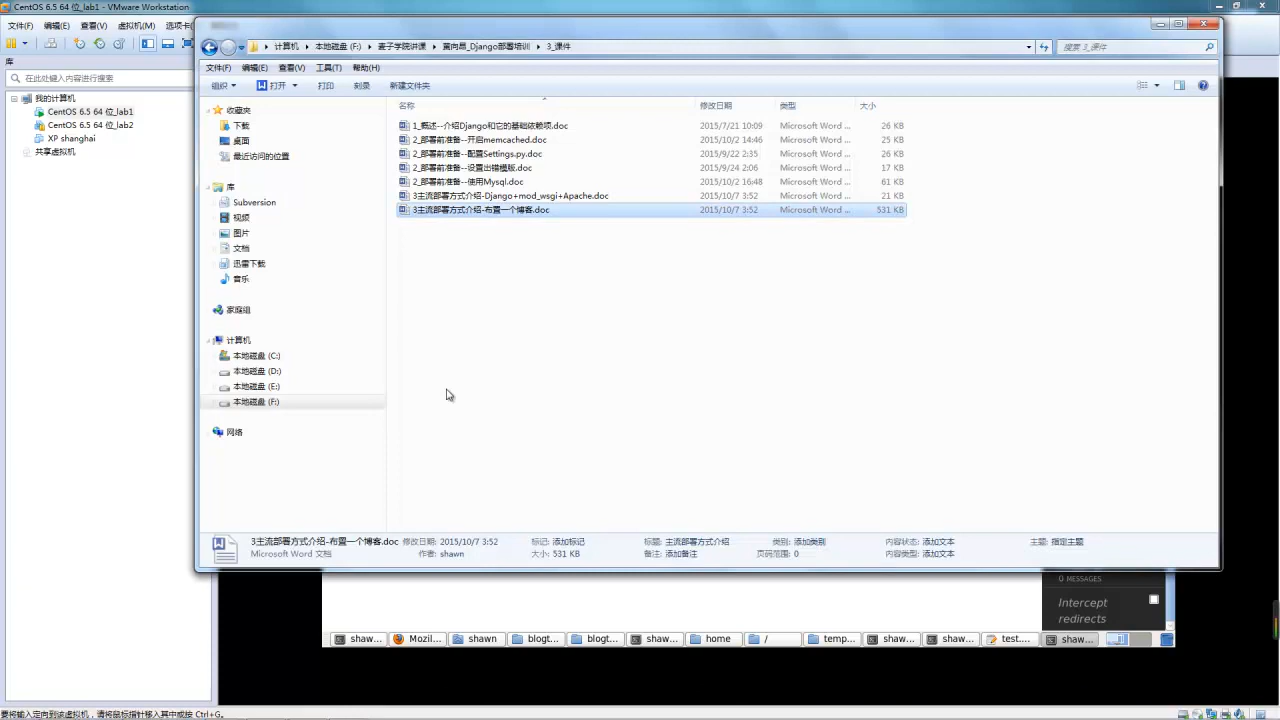 CentOS 6.5 64 位_lab1 - VMware Workstation
文件(F) 编辑(E) 查看(V) 虚拟机(M) 选项卡(
库
在此处键入内容进行搜索
我的计算机
CentOS 6.5 64 位_lab1
CentOS 6.5 64 位_lab2
XP shanghai
共享虚拟机
计算机 本地磁盘 (F:) 麦子学院讲课 黄向昂_Django部署培训 3_课件
搜索 3_课件
文件(F) 编辑(E) 查看(V) 工具(T) 帮助(H)
组织 打开 打印 刻录 新建文件夹
收藏夹
下载
桌面
最近访问的位置
库
Subversion
视频
图片
文档
迅雷下载
音乐
家庭组
计算机
本地磁盘 (C:)
本地磁盘 (D:)
本地磁盘 (E:)
本地磁盘 (F:)
网络
名称 修改日期 类型 大小
1_概述--介绍Django和它的基础依赖项.doc 2015/7/21 10:09 Microsoft Word ... 26 KB
2_部署前准备--开启memcached.doc 2015/10/2 14:46 Microsoft Word ... 25 KB
2_部署前准备--配置Settings.py.doc 2015/9/22 2:35 Microsoft Word ... 26 KB
2_部署前准备--设置出错模版.doc 2015/9/24 2:06 Microsoft Word ... 17 KB
2_部署前准备--使用Mysql.doc 2015/10/2 16:48 Microsoft Word ... 61 KB
3主流部署方式介绍-Django+mod_wsgi+Apache.doc 2015/10/7 3:52 Microsoft Word ... 21 KB
3主流部署方式介绍-布置一个博客.doc 2015/10/7 3:52 Microsoft Word ... 531 KB
3主流部署方式介绍-布置一个博客.doc 修改日期: 2015/10/7 3:52 标记: 添加标记 标题: 主流部署方式介绍 类别: 添加类别 内容状态: 添加文本 主题: 指定主题
Microsoft Word 文档 作者: shawn 大小: 531 KB 备注: 添加备注 页码范围: 0 内容类型: 添加文本
0 MESSAGES
Intercept
redirects
shaw... Mozil... shawn blogt... blogt... shaw... home / temp... shaw... shaw... test.... shaw...
要将输入定向到该虚拟机，请将鼠标指针移入其中或按 Ctrl+G。